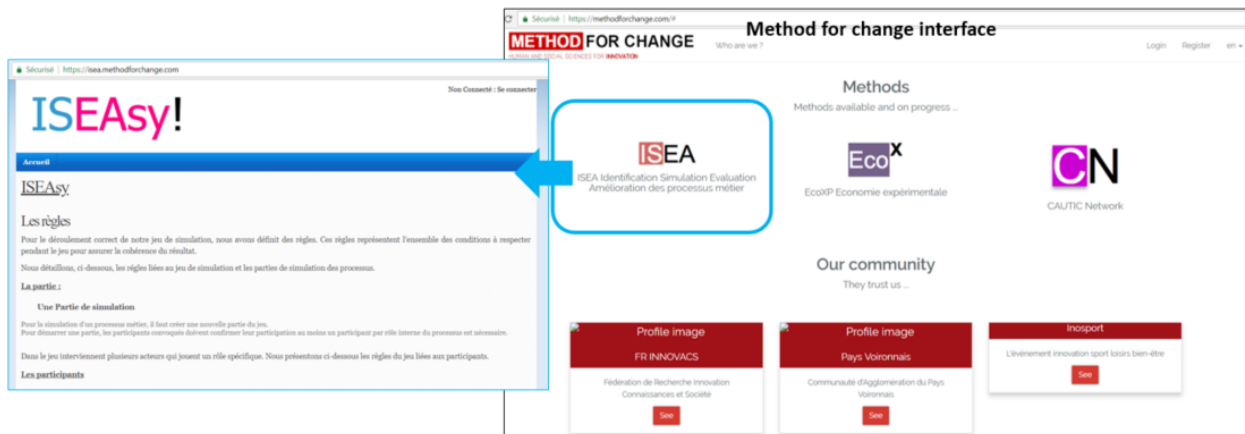 Sécurisé | https://isea.methodforchange.com
Non Connecté : Se connecter
ISEAsy!
Accueil
ISEAsy
Les règles
Pour le déroulement correct de notre jeu de simulation, nous avons définit des règles. Ces règles représentent l'ensemble des conditions à respecter
pendant le jeu pour assurer la cohérence du résultat.
Nous détaillons, ci-dessous, les règles liées au jeu de simulation et les parties de simulation des processus.
La partie :
Une Partie de simulation
Pour la simulation d'un processus métier, il faut créer une nouvelle partie du jeu.
Pour démarrer une partie, les participants convoqués doivent confirmer leur participation au moins un participant par rôle interne du processus est nécessaire.
Dans le jeu interviennent plusieurs acteurs qui jouent un rôle spécifique. Nous présentons ci-dessous les règles du jeu liées aux participants.
Les participants
Sécurisé | https://methodforchange.com/#
Method for change interface
METHOD FOR CHANGE
HUMAN AND SOCIAL SCIENCES FOR INNOVATION
Who are we ?
Login Register en
Methods
Methods available and on progress ...
ISEA
ISEA Identification Simulation Evaluation
Amélioration des processus métier
EcoX
EcoXP Economie expérimentale
CN
CAUTIC Network
Our community
They trust us ...
Profile image
FR INNOVACS
Fédération de Recherche Innovation
Connaissances et Société
See
Profile image
Pays Voironnais
Communauté d'Agglomération du Pays
Voironnais
See
Inosport
L'événement innovation sport loisirs bien-être
See